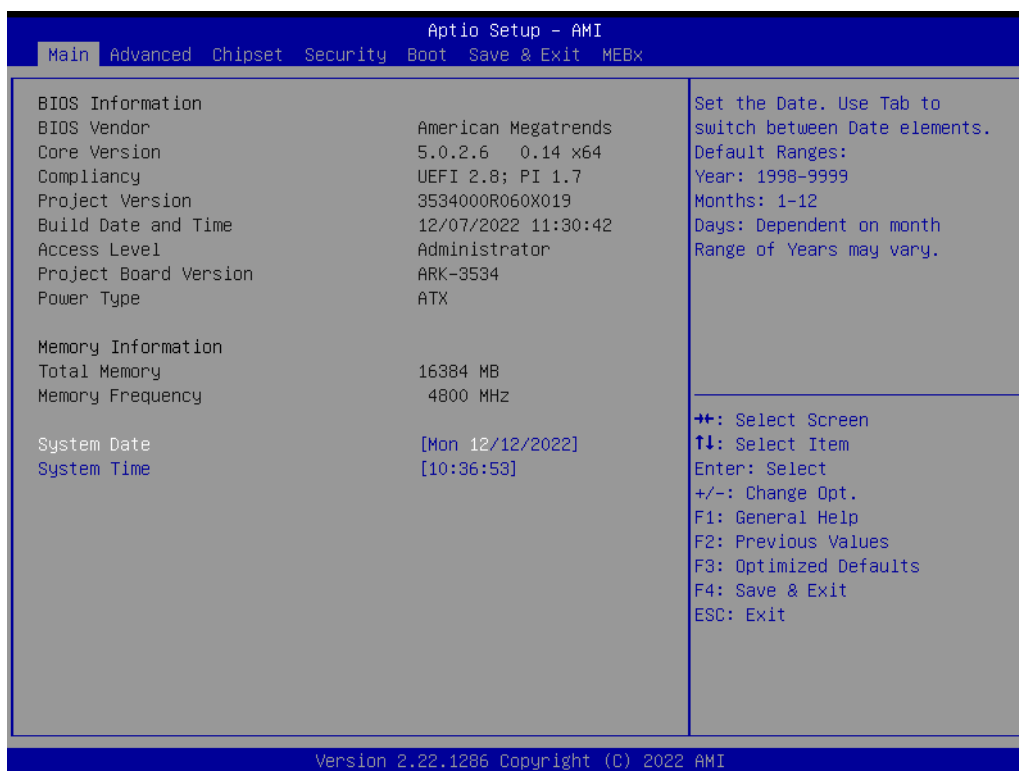 Aptio Setup - AMI
Main Advanced Chipset Security Boot Save & Exit MEBx
BIOS Information
BIOS Vendor American Megatrends
Core Version 5.0.2.6 0.14 x64
Compliancy UEFI 2.8; PI 1.7
Project Version 3534000R060X019
Build Date and Time 12/07/2022 11:30:42
Access Level Administrator
Project Board Version ARK-3534
Power Type ATX
Memory Information
Total Memory 16384 MB
Memory Frequency 4800 MHz
System Date [Mon 12/12/2022]
System Time [10:36:53]
Set the Date. Use Tab to
switch between Date elements.
Default Ranges:
Year: 1998-9999
Months: 1-12
Days: Dependent on month
Range of Years may vary.
→←: Select Screen
↑↓: Select Item
Enter: Select
+/-: Change Opt.
F1: General Help
F2: Previous Values
F3: Optimized Defaults
F4: Save & Exit
ESC: Exit
Version 2.22.1286 Copyright (C) 2022 AMI